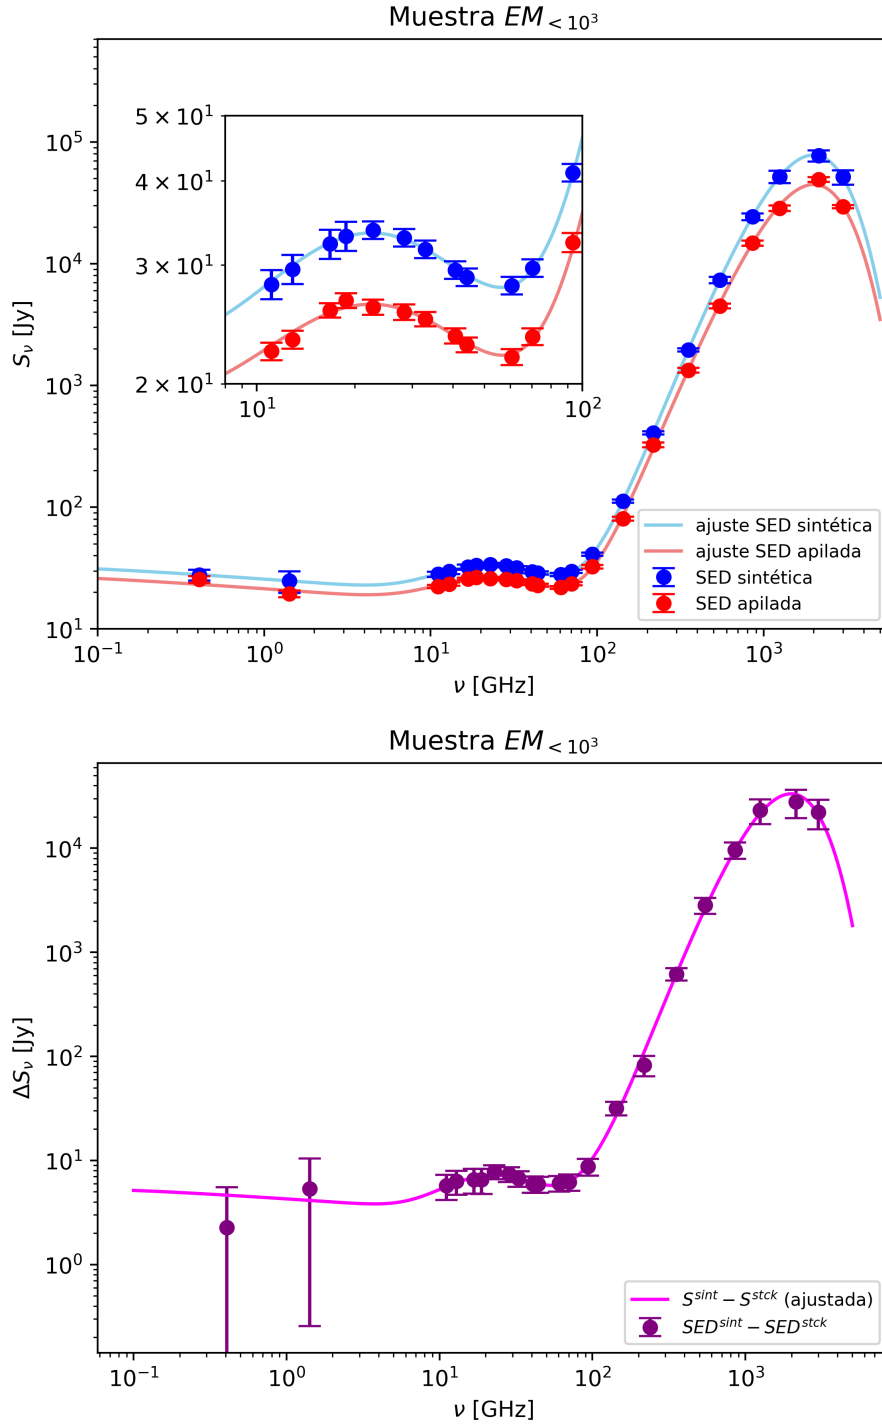 Muestra EM<10³
S_ν [Jy]
10⁵
10⁴
10³
10²
10¹
5 × 10¹
4 × 10¹
3 × 10¹
2 × 10¹
10¹
10²
ajuste SED sintética
ajuste SED apilada
SED sintética
SED apilada
10⁻¹
10⁰
10¹
10²
10³
ν [GHz]
Muestra EM<10³
ΔS_ν [Jy]
10⁴
10³
10²
10¹
10⁰
S^sint − S^stck (ajustada)
SED^sint − SED^stck
10⁻¹
10⁰
10¹
10²
10³
ν [GHz]